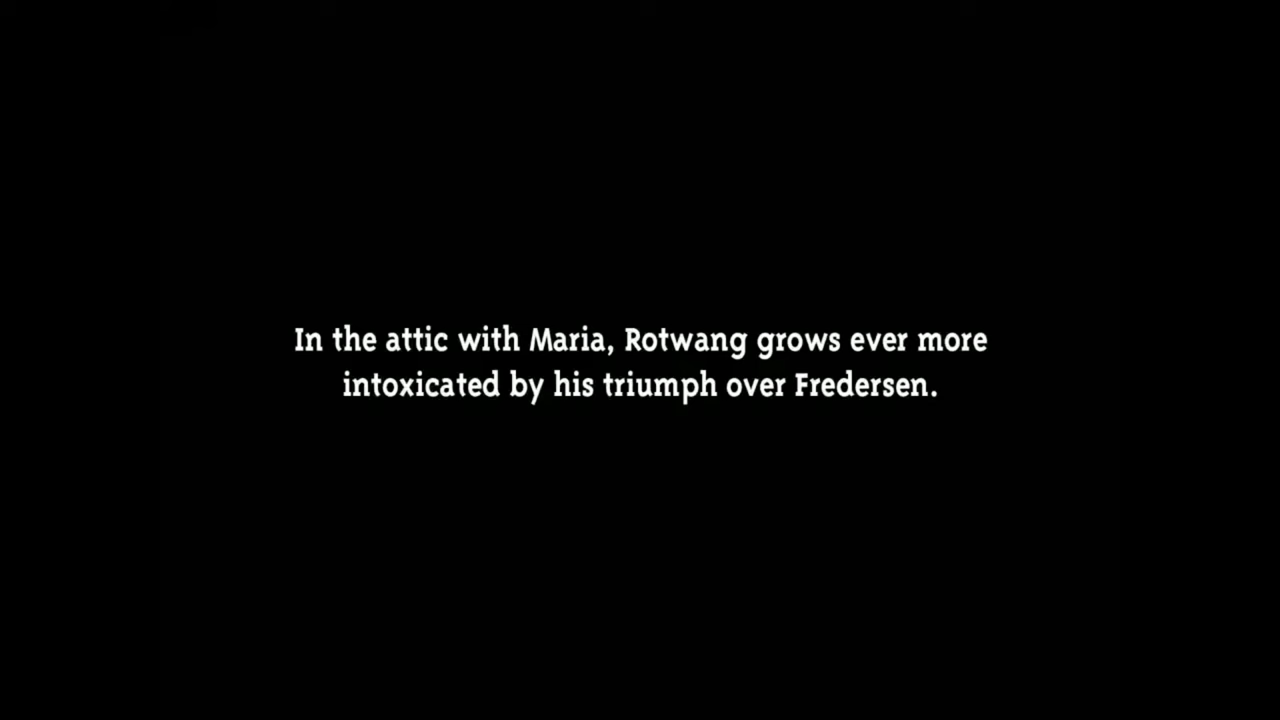 In the attic with Maria, Rotwang grows ever more
intoxicated by his triumph over Fredersen.